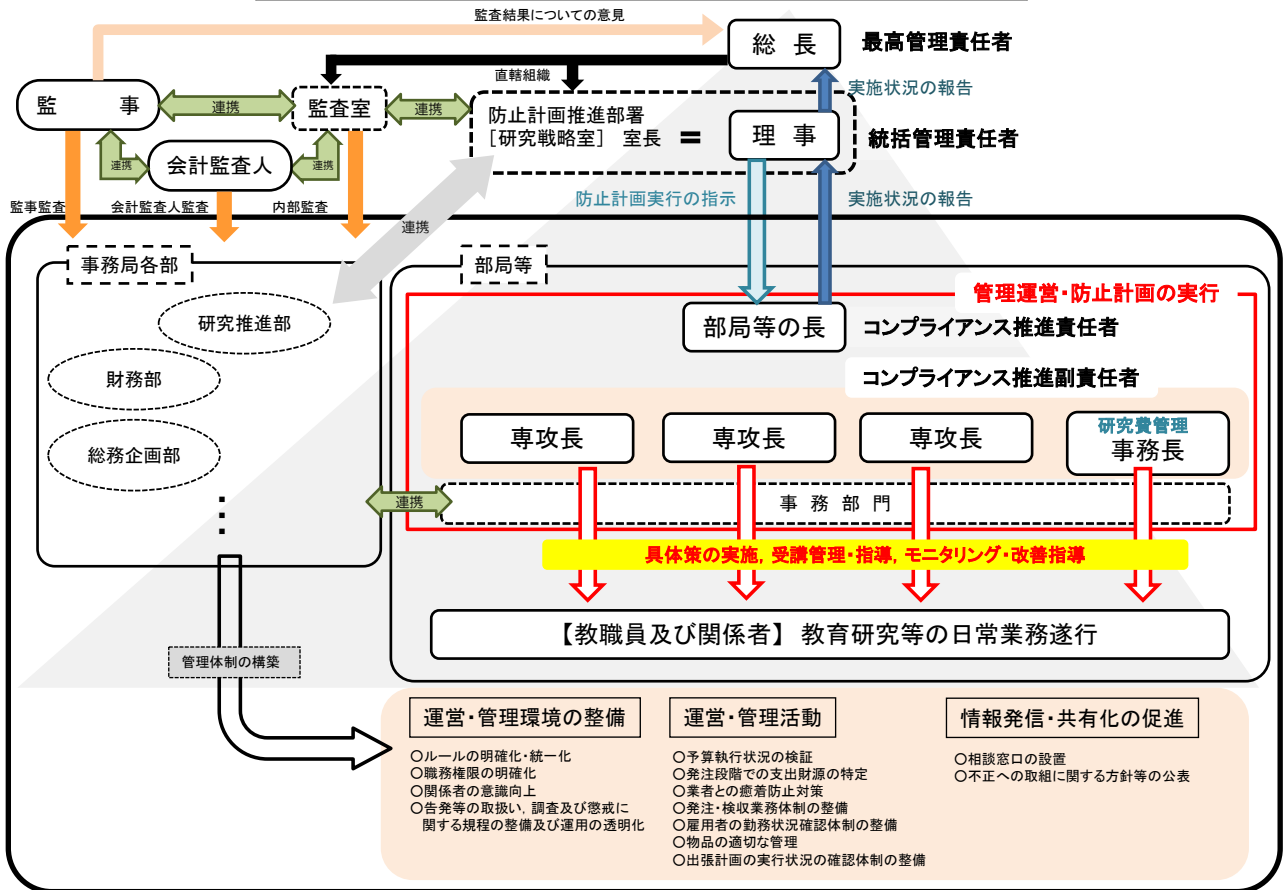 監査結果についての意見
総 長
最高管理責任者
直轄組織
実施状況の報告
監 事
連携
監査室
連携
防止計画推進部署
[研究戦略室] 室長
=
理 事
統括管理責任者
連携
会計監査人
連携
監事監査
会計監査人監査
内部監査
連携
防止計画実行の指示
実施状況の報告
事務局各部
研究推進部
財務部
総務企画部
⋮
部局等
管理運営・防止計画の実行
部局等の長
コンプライアンス推進責任者
コンプライアンス推進副責任者
専攻長
専攻長
専攻長
研究費管理
事務長
連携
事 務 部 門
具体策の実施, 受講管理・指導, モニタリング・改善指導
【教職員及び関係者】 教育研究等の日常業務遂行
管理体制の構築
運営・管理環境の整備
○ルールの明確化・統一化
○職務権限の明確化
○関係者の意識向上
○告発等の取扱い, 調査及び懲戒に
関する規程の整備及び運用の透明化
運営・管理活動
○予算執行状況の検証
○発注段階での支出財源の特定
○業者との癒着防止対策
○発注・検収業務体制の整備
○雇用者の勤務状況確認体制の整備
○物品の適切な管理
○出張計画の実行状況の確認体制の整備
情報発信・共有化の促進
○相談窓口の設置
○不正への取組に関する方針等の公表